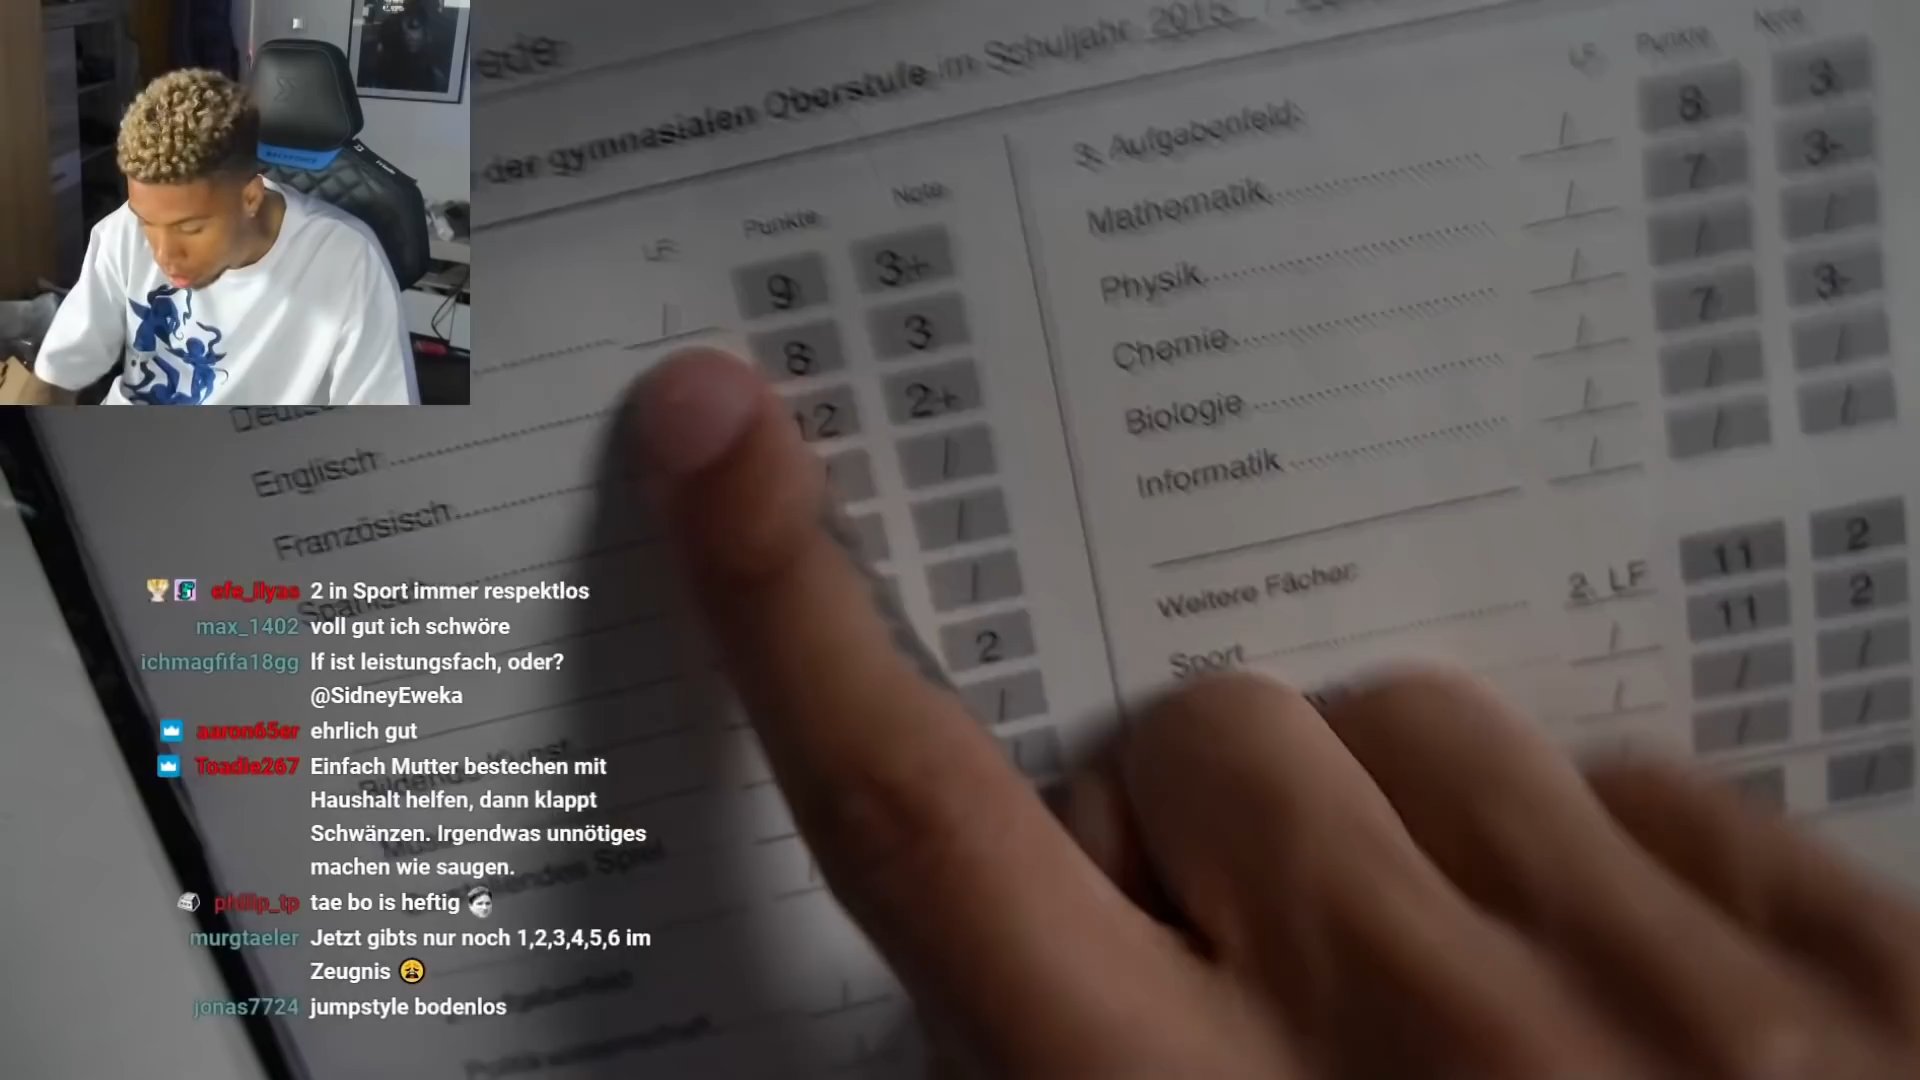 der gymnasialen Oberstufe im Schuljahr 2015
LF Punkte Note
9 3+
8 3
12 2+
/
/
/
2
/
Englisch
Französisch
Spanisch
3. Aufgabenfeld:
LF Punkte Note
Mathematik / 8 3
Physik / 7 3-
Chemie / / /
Biologie / 7 3-
Informatik / / /
/ / /
Weitere Fächer:
Sport 2. LF 11 2
/ 11 2
/ / /
/ /
/
efe_ilyas 2 in Sport immer respektlos
max_1402 voll gut ich schwöre
ichmagfifa18gg lf ist leistungsfach, oder?
@SidneyEweka
aaron65er ehrlich gut
Toadie267 Einfach Mutter bestechen mit
Haushalt helfen, dann klappt
Schwänzen. Irgendwas unnötiges
machen wie saugen.
philip_tp tae bo is heftig
murgtaeler Jetzt gibts nur noch 1,2,3,4,5,6 im
Zeugnis 😩
jonas7724 jumpstyle bodenlos